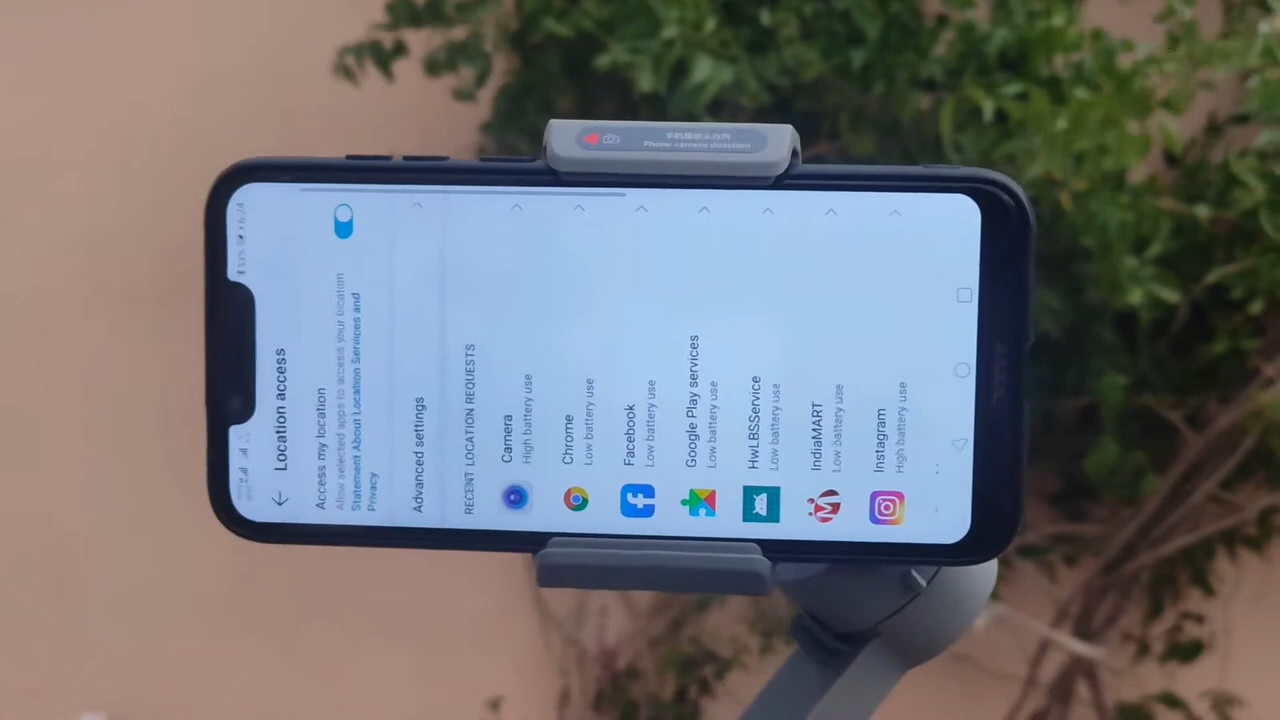 Location access
Access my location
Allow selected apps to access your location
Statement About Location Services and
Privacy
Advanced settings
RECENT LOCATION REQUESTS
Camera
High battery use
Chrome
Low battery use
Facebook
Low battery use
Google Play services
Low battery use
HwLBSService
Low battery use
IndiaMART
Low battery use
Instagram
High battery use
Phone camera direction